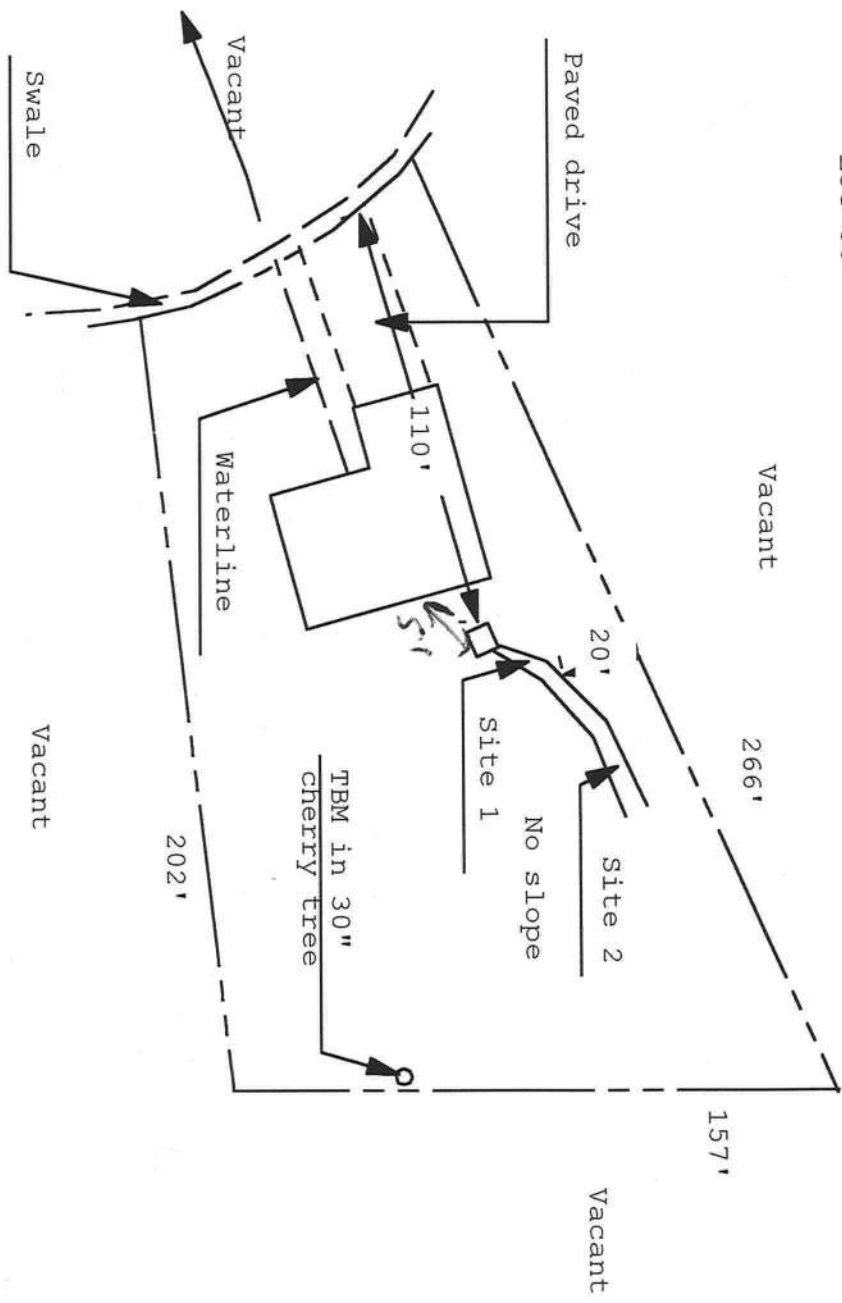 Vacant
Paved drive
Vacant
Swale
110'
20'
266'
Waterline
Site 1
Site 2
No slope
TBM in 30"
cherry tree
202'
157'
Vacant
Vacant